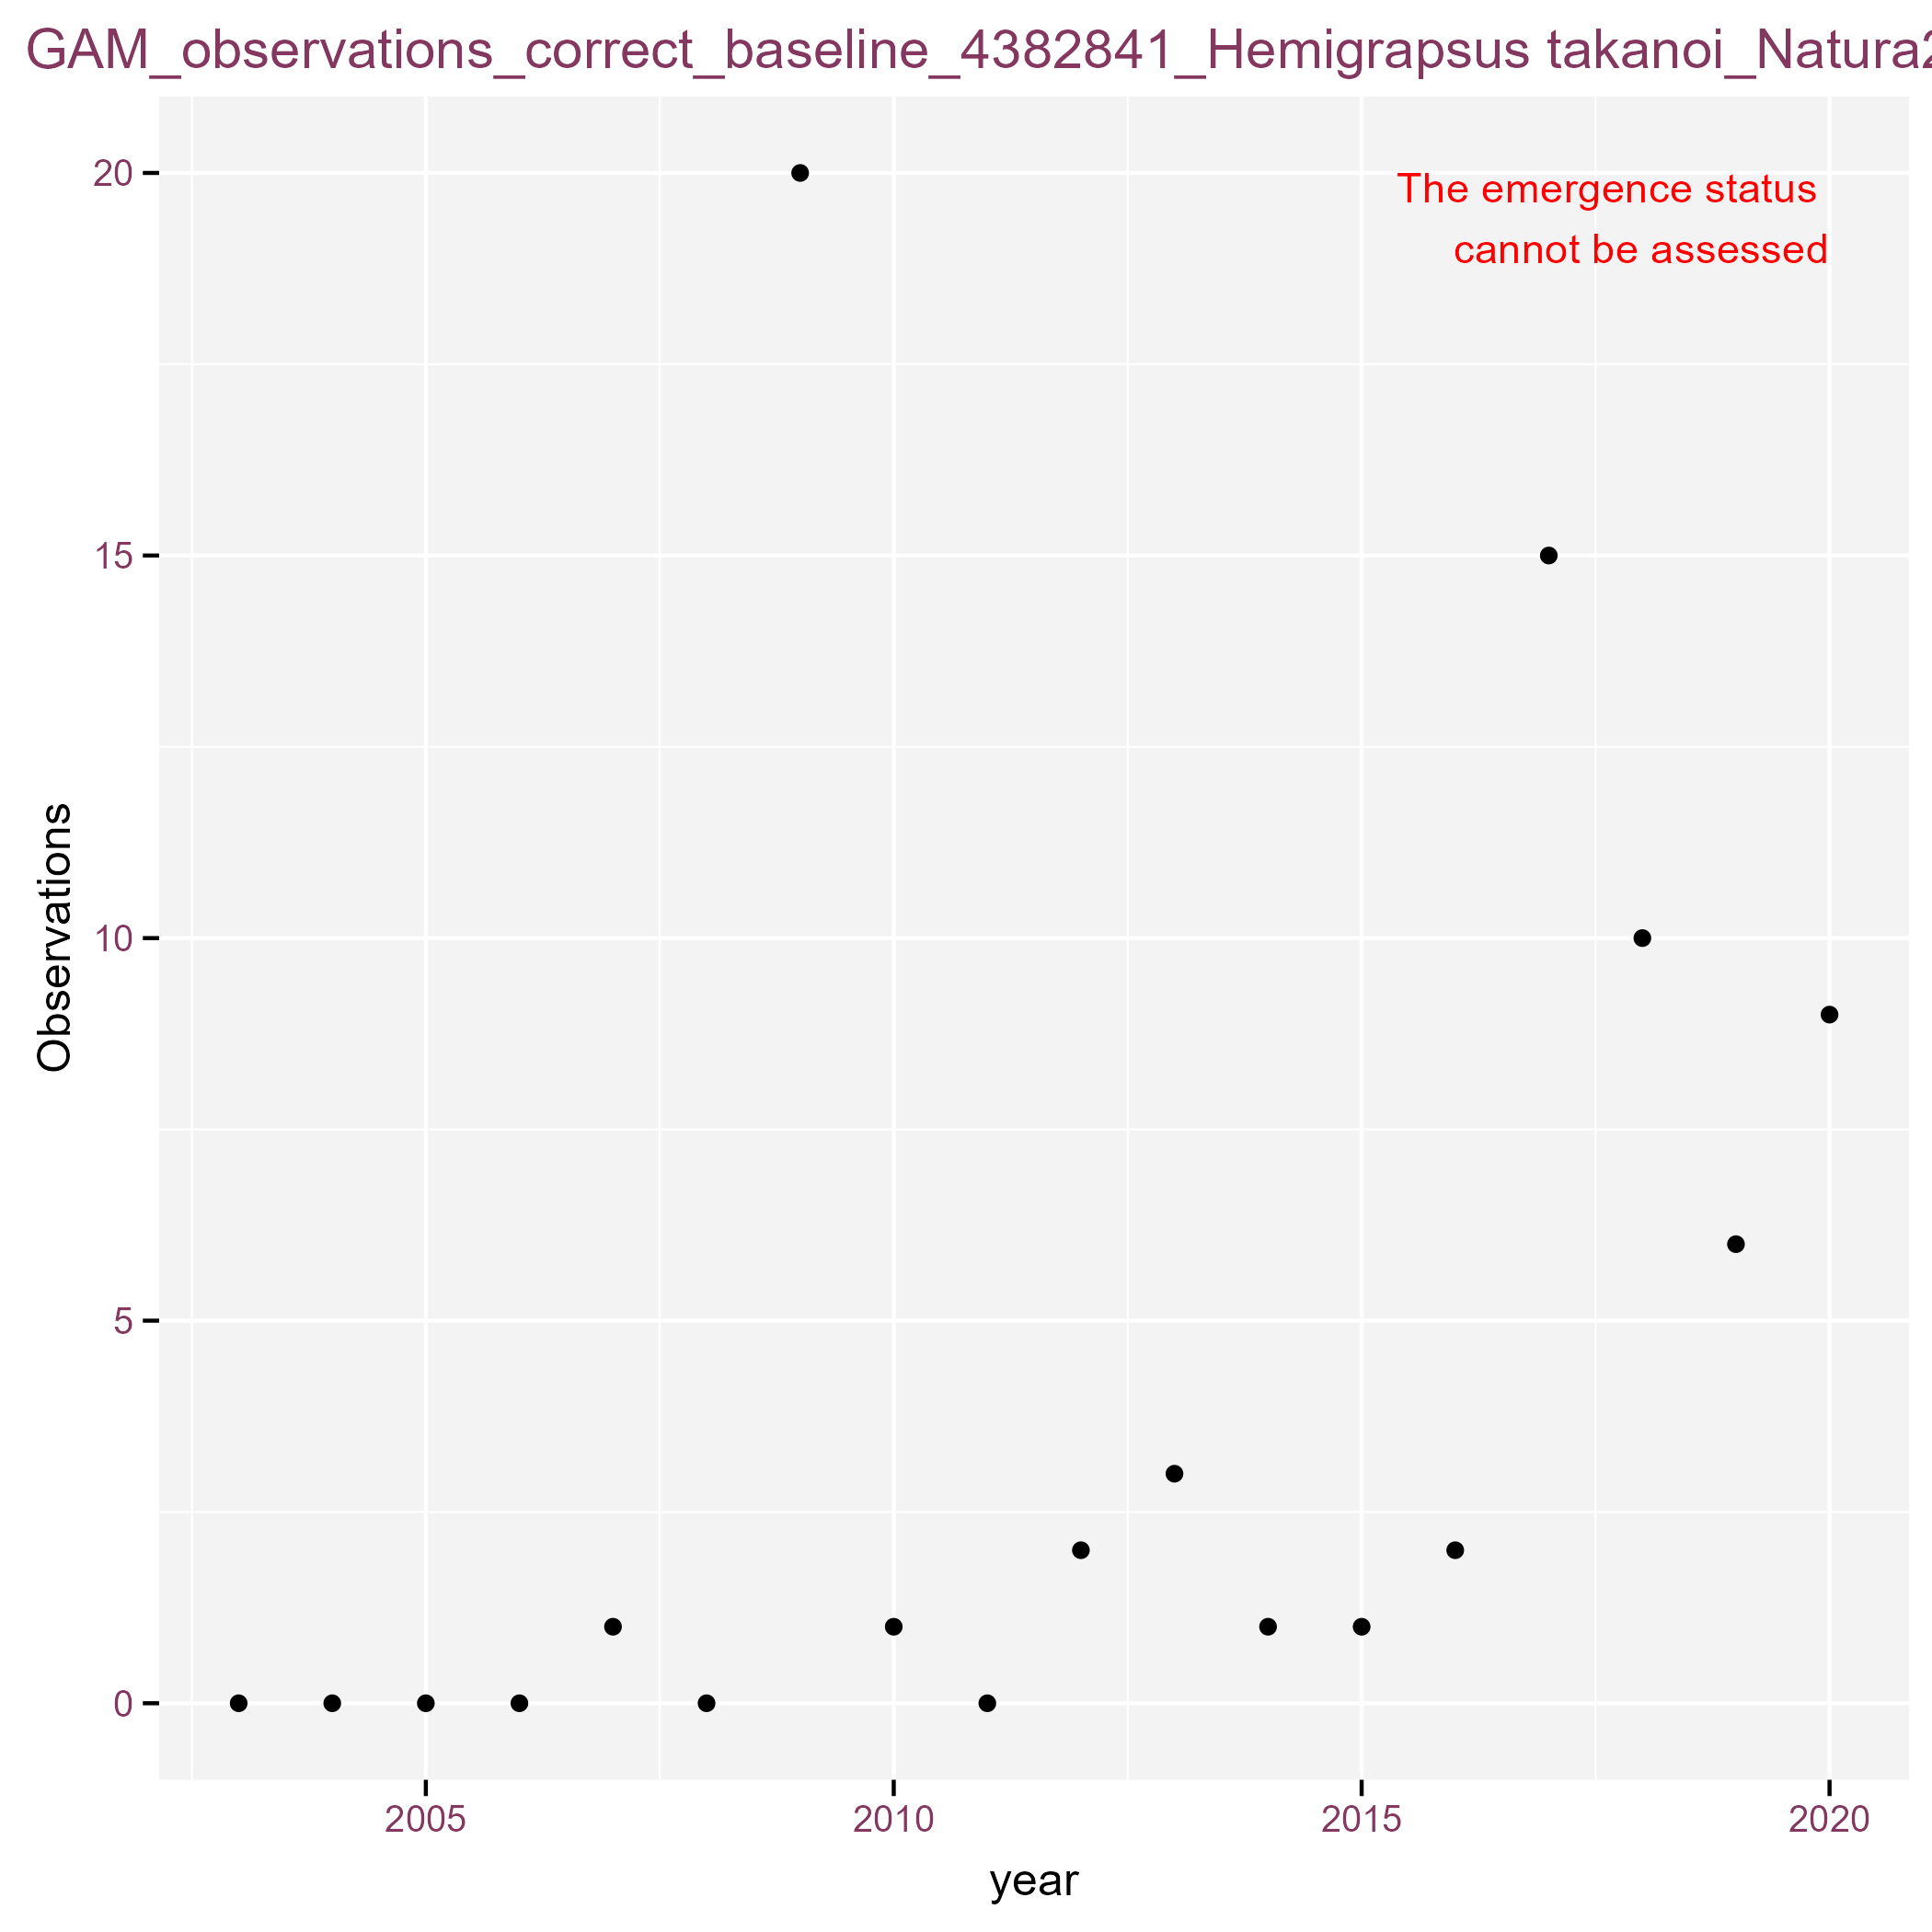 GAM_observations_correct_baseline_4382841_Hemigrapsus takanoi_Natura2
The emergence status
cannot be assessed
20
15
10
5
0
Observations
2005 2010 2015 2020
year